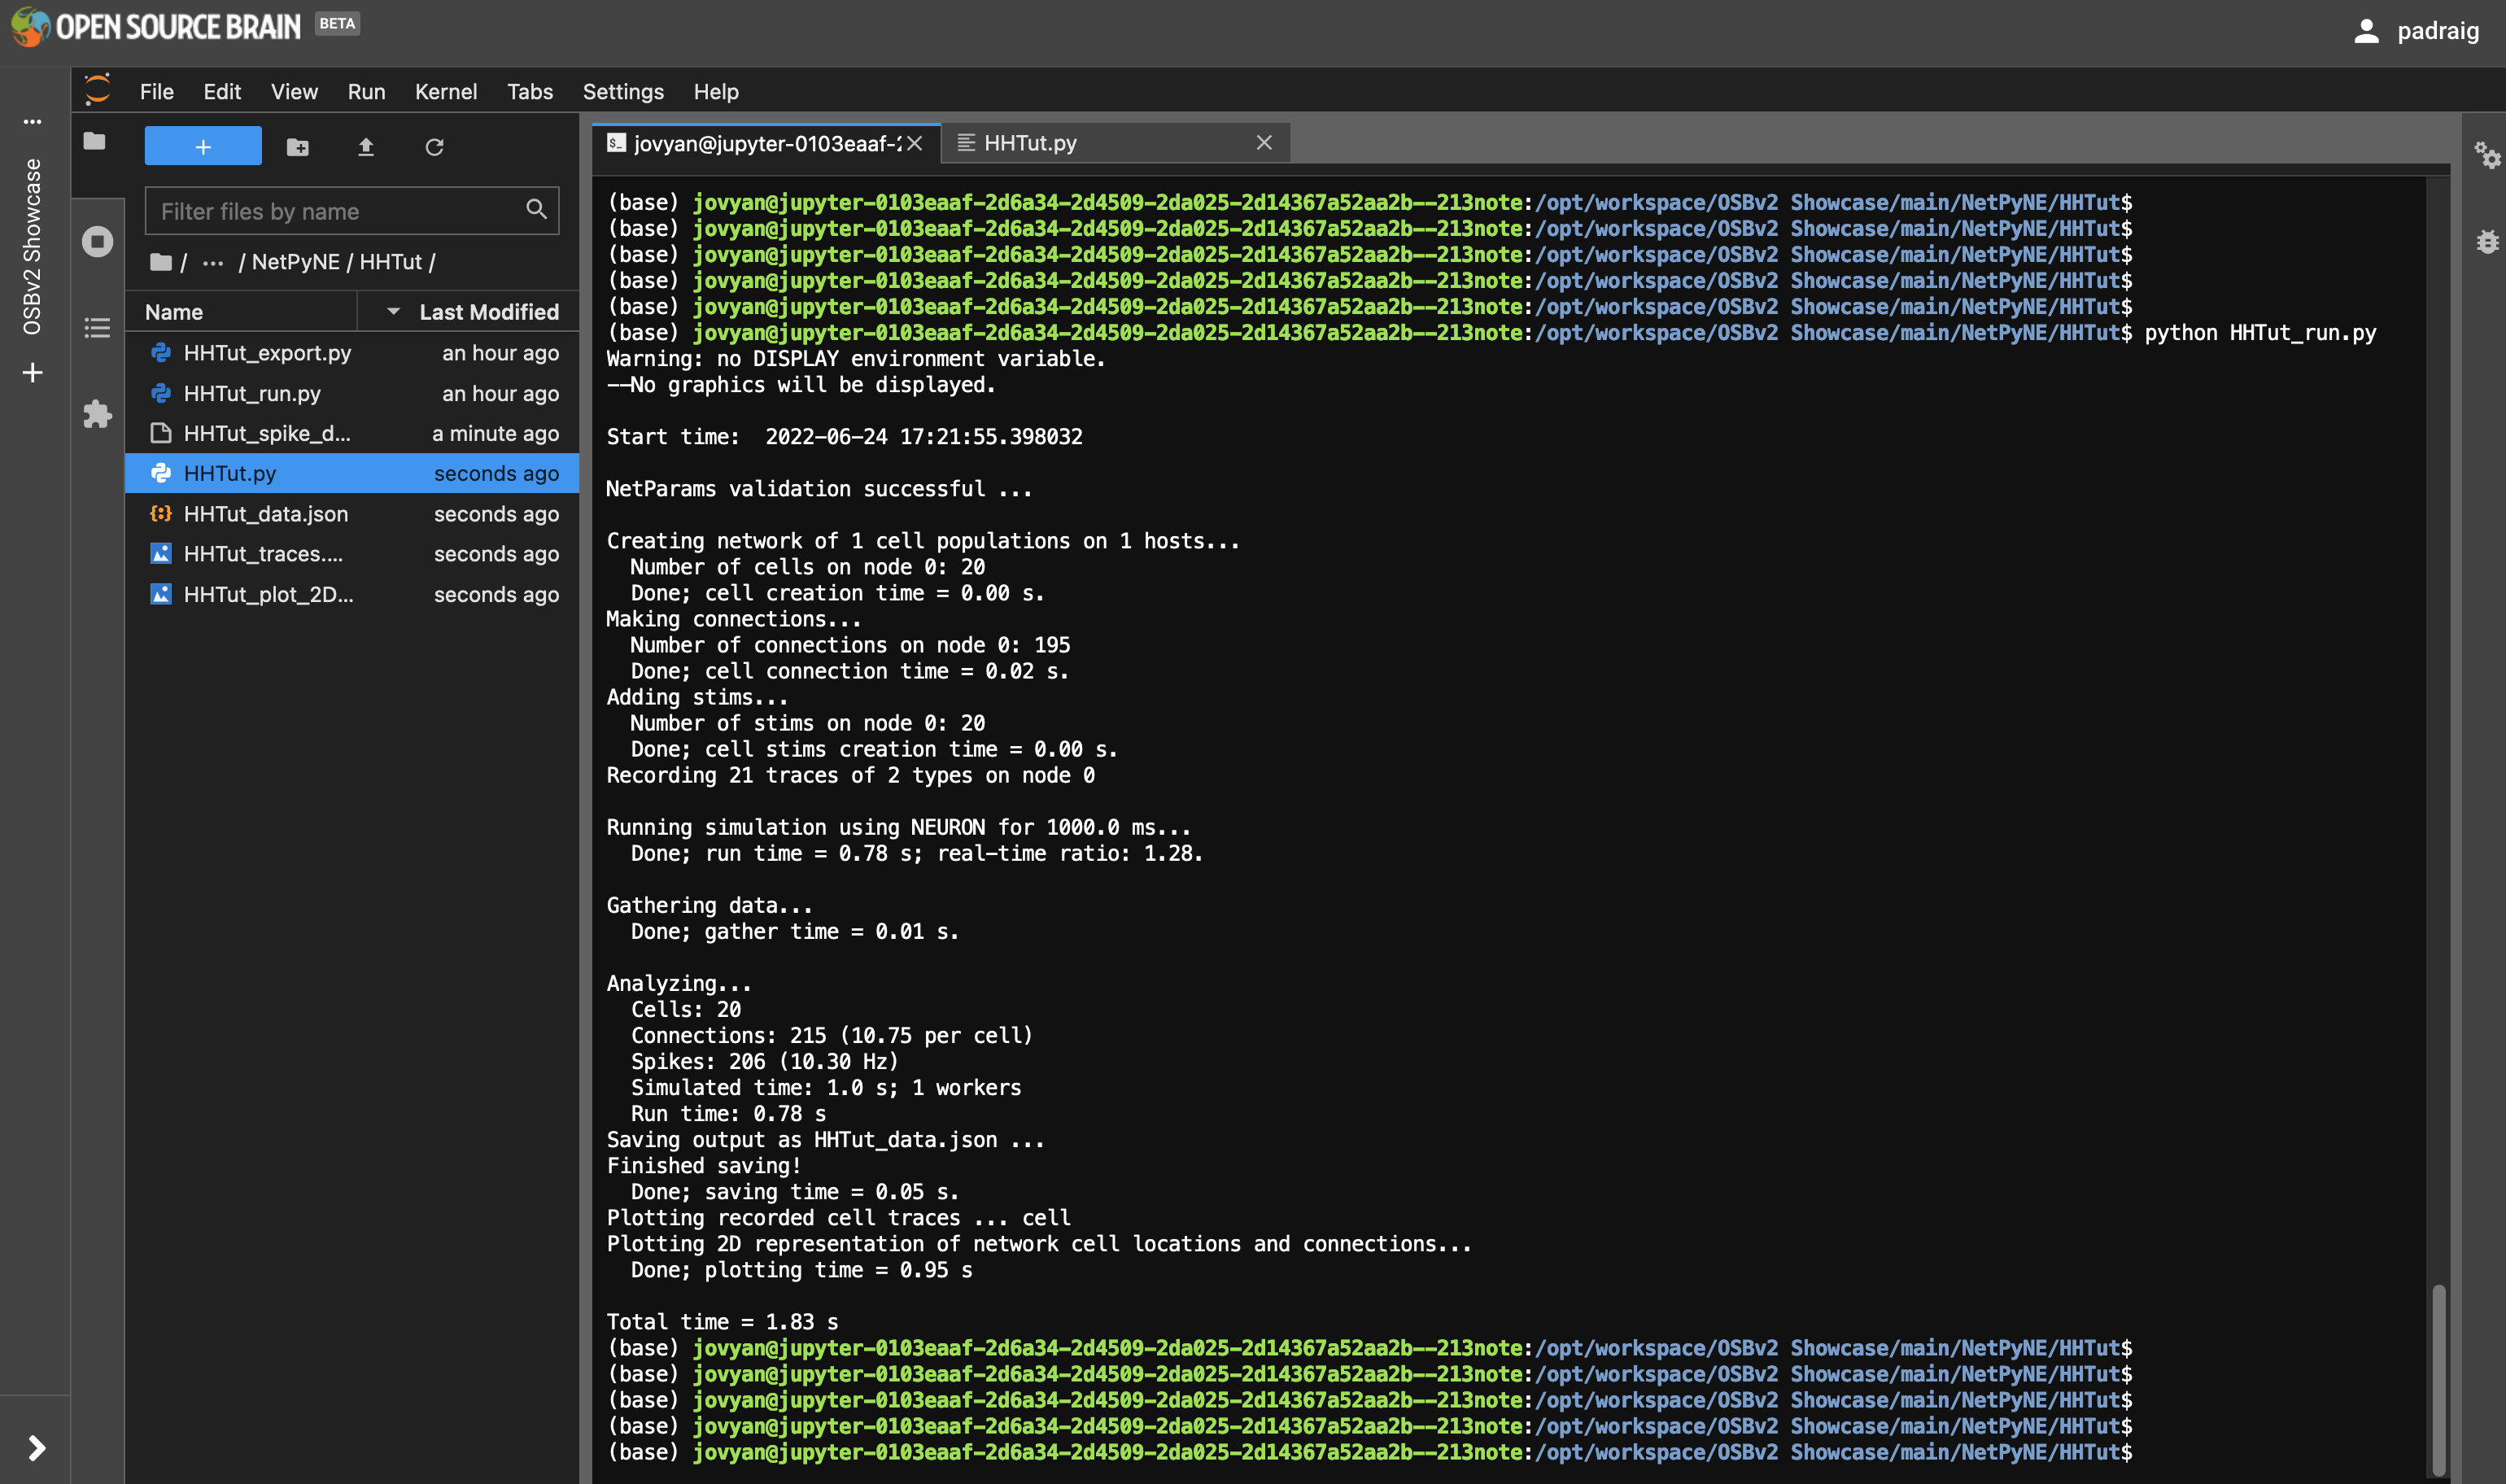 OPEN SOURCE BRAIN BETA
padraig
File Edit View Run Kernel Tabs Settings Help
OSBv2 Showcase
Filter files by name
/ ... / NetPyNE / HHTut /
Name Last Modified
HHTut_export.py an hour ago
HHTut_run.py an hour ago
HHTut_spike_d... a minute ago
HHTut.py seconds ago
HHTut_data.json seconds ago
HHTut_traces.... seconds ago
HHTut_plot_2D... seconds ago
jovyan@jupyter-0103eaaf-2 HHTut.py
(base) jovyan@jupyter-0103eaaf-2d6a34-2d4509-2da025-2d14367a52aa2b--213note:/opt/workspace/OSBv2 Showcase/main/NetPyNE/HHTut$
(base) jovyan@jupyter-0103eaaf-2d6a34-2d4509-2da025-2d14367a52aa2b--213note:/opt/workspace/OSBv2 Showcase/main/NetPyNE/HHTut$
(base) jovyan@jupyter-0103eaaf-2d6a34-2d4509-2da025-2d14367a52aa2b--213note:/opt/workspace/OSBv2 Showcase/main/NetPyNE/HHTut$
(base) jovyan@jupyter-0103eaaf-2d6a34-2d4509-2da025-2d14367a52aa2b--213note:/opt/workspace/OSBv2 Showcase/main/NetPyNE/HHTut$
(base) jovyan@jupyter-0103eaaf-2d6a34-2d4509-2da025-2d14367a52aa2b--213note:/opt/workspace/OSBv2 Showcase/main/NetPyNE/HHTut$
(base) jovyan@jupyter-0103eaaf-2d6a34-2d4509-2da025-2d14367a52aa2b--213note:/opt/workspace/OSBv2 Showcase/main/NetPyNE/HHTut$ python HHTut_run.py
Warning: no DISPLAY environment variable.
--No graphics will be displayed.
Start time:  2022-06-24 17:21:55.398032
NetParams validation successful ...
Creating network of 1 cell populations on 1 hosts...
  Number of cells on node 0: 20
  Done; cell creation time = 0.00 s.
Making connections...
  Number of connections on node 0: 195
  Done; cell connection time = 0.02 s.
Adding stims...
  Number of stims on node 0: 20
  Done; cell stims creation time = 0.00 s.
Recording 21 traces of 2 types on node 0
Running simulation using NEURON for 1000.0 ms...
  Done; run time = 0.78 s; real-time ratio: 1.28.
Gathering data...
  Done; gather time = 0.01 s.
Analyzing...
  Cells: 20
  Connections: 215 (10.75 per cell)
  Spikes: 206 (10.30 Hz)
  Simulated time: 1.0 s; 1 workers
  Run time: 0.78 s
Saving output as HHTut_data.json ...
Finished saving!
  Done; saving time = 0.05 s.
Plotting recorded cell traces ... cell
Plotting 2D representation of network cell locations and connections...
  Done; plotting time = 0.95 s
Total time = 1.83 s
(base) jovyan@jupyter-0103eaaf-2d6a34-2d4509-2da025-2d14367a52aa2b--213note:/opt/workspace/OSBv2 Showcase/main/NetPyNE/HHTut$
(base) jovyan@jupyter-0103eaaf-2d6a34-2d4509-2da025-2d14367a52aa2b--213note:/opt/workspace/OSBv2 Showcase/main/NetPyNE/HHTut$
(base) jovyan@jupyter-0103eaaf-2d6a34-2d4509-2da025-2d14367a52aa2b--213note:/opt/workspace/OSBv2 Showcase/main/NetPyNE/HHTut$
(base) jovyan@jupyter-0103eaaf-2d6a34-2d4509-2da025-2d14367a52aa2b--213note:/opt/workspace/OSBv2 Showcase/main/NetPyNE/HHTut$
(base) jovyan@jupyter-0103eaaf-2d6a34-2d4509-2da025-2d14367a52aa2b--213note:/opt/workspace/OSBv2 Showcase/main/NetPyNE/HHTut$